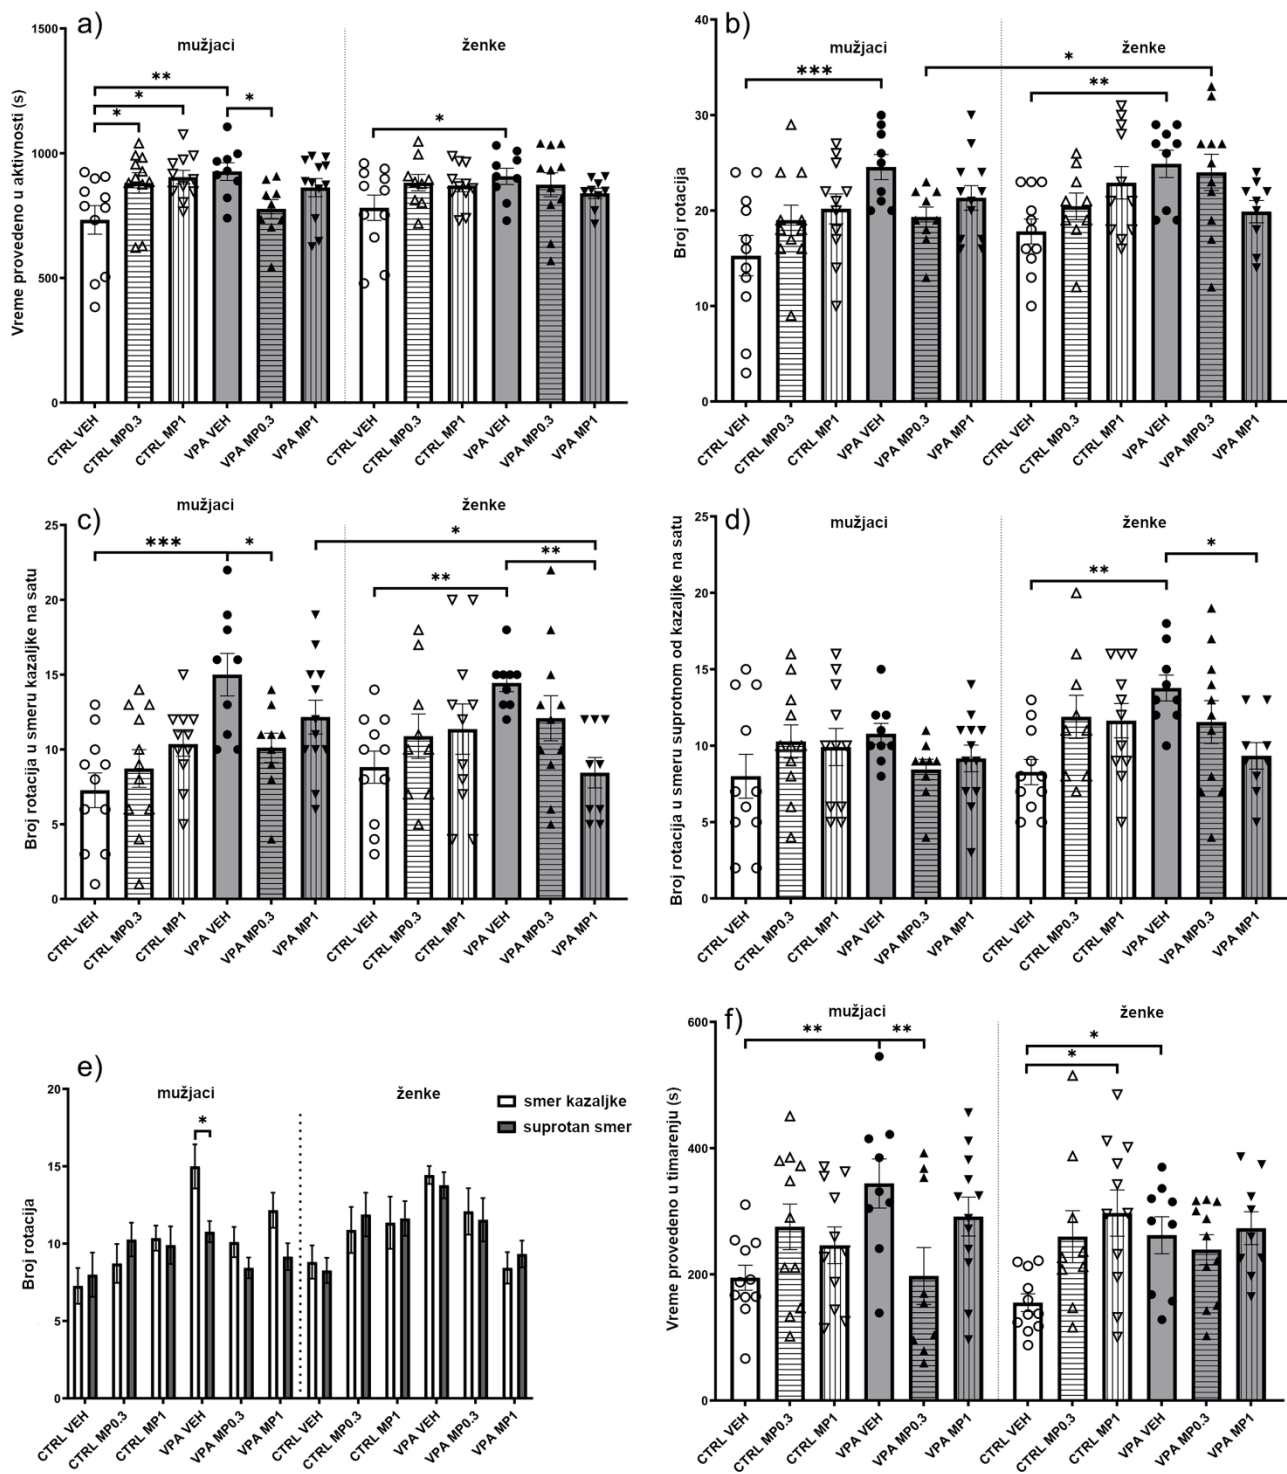 a)
mužjaci
ženke
Vreme provedeno u aktivnosti (s)
1500
1000
500
0
**
*
*
*
*
CTRL VEH
CTRL MP0.3
CTRL MP1
VPA VEH
VPA MP0.3
VPA MP1
CTRL VEH
CTRL MP0.3
CTRL MP1
VPA VEH
VPA MP0.3
VPA MP1
b)
mužjaci
ženke
Broj rotacija
40
30
20
10
0
***
*
**
CTRL VEH
CTRL MP0.3
CTRL MP1
VPA VEH
VPA MP0.3
VPA MP1
CTRL VEH
CTRL MP0.3
CTRL MP1
VPA VEH
VPA MP0.3
VPA MP1
c)
mužjaci
ženke
Broj rotacija u smeru kazaljke na satu
25
20
15
10
5
0
***
*
*
**
**
CTRL VEH
CTRL MP0.3
CTRL MP1
VPA VEH
VPA MP0.3
VPA MP1
CTRL VEH
CTRL MP0.3
CTRL MP1
VPA VEH
VPA MP0.3
VPA MP1
d)
mužjaci
ženke
Broj rotacija u smeru suprotnom od kazaljke na satu
25
20
15
10
5
0
*
**
CTRL VEH
CTRL MP0.3
CTRL MP1
VPA VEH
VPA MP0.3
VPA MP1
CTRL VEH
CTRL MP0.3
CTRL MP1
VPA VEH
VPA MP0.3
VPA MP1
e)
mužjaci
ženke
smer kazaljke
suprotan smer
Broj rotacija
20
15
10
5
0
*
CTRL VEH
CTRL MP0.3
CTRL MP1
VPA VEH
VPA MP0.3
VPA MP1
CTRL VEH
CTRL MP0.3
CTRL MP1
VPA VEH
VPA MP0.3
VPA MP1
f)
mužjaci
ženke
Vreme provedeno u timarenju (s)
600
400
200
0
**
**
*
*
CTRL VEH
CTRL MP0.3
CTRL MP1
VPA VEH
VPA MP0.3
VPA MP1
CTRL VEH
CTRL MP0.3
CTRL MP1
VPA VEH
VPA MP0.3
VPA MP1